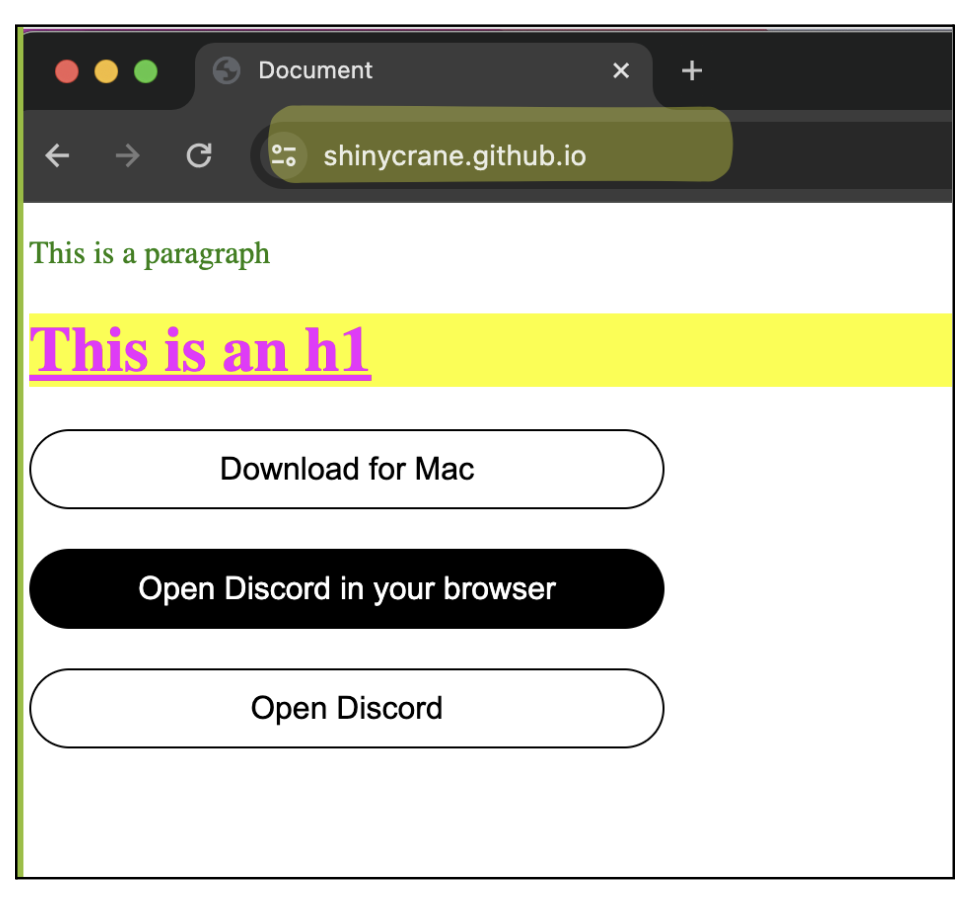 Document
shinycrane.github.io
This is a paragraph
This is an h1
Download for Mac
Open Discord in your browser
Open Discord